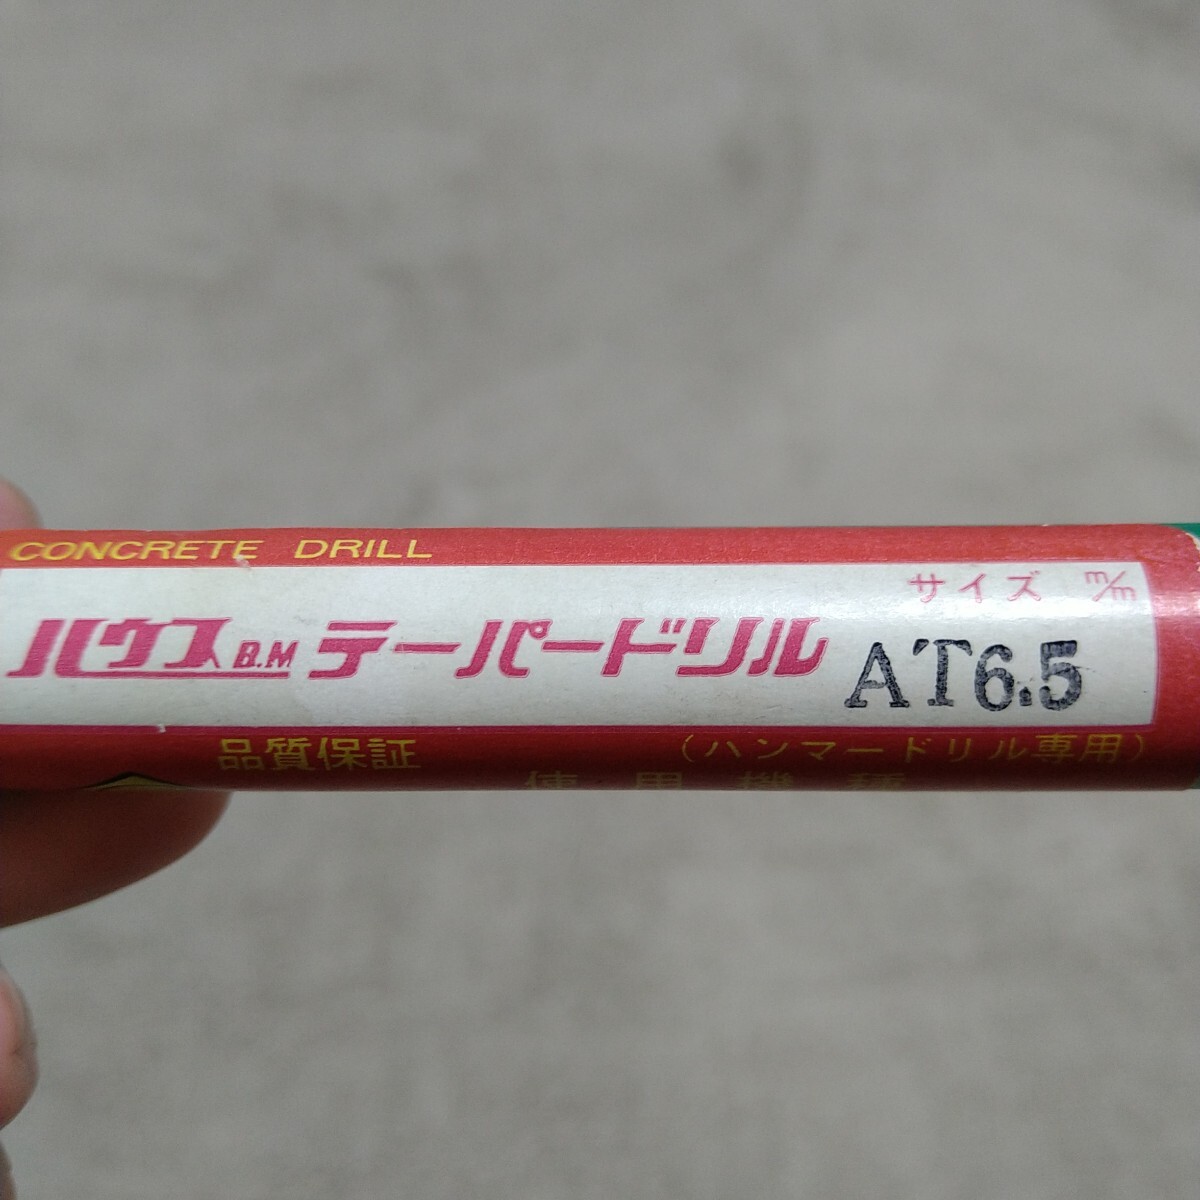 CONCRETE DRILL
サイズ m/m
ハウス B.M テーパードリル AT6.5
品質保証 (ハンマードリル専用)
使用機種